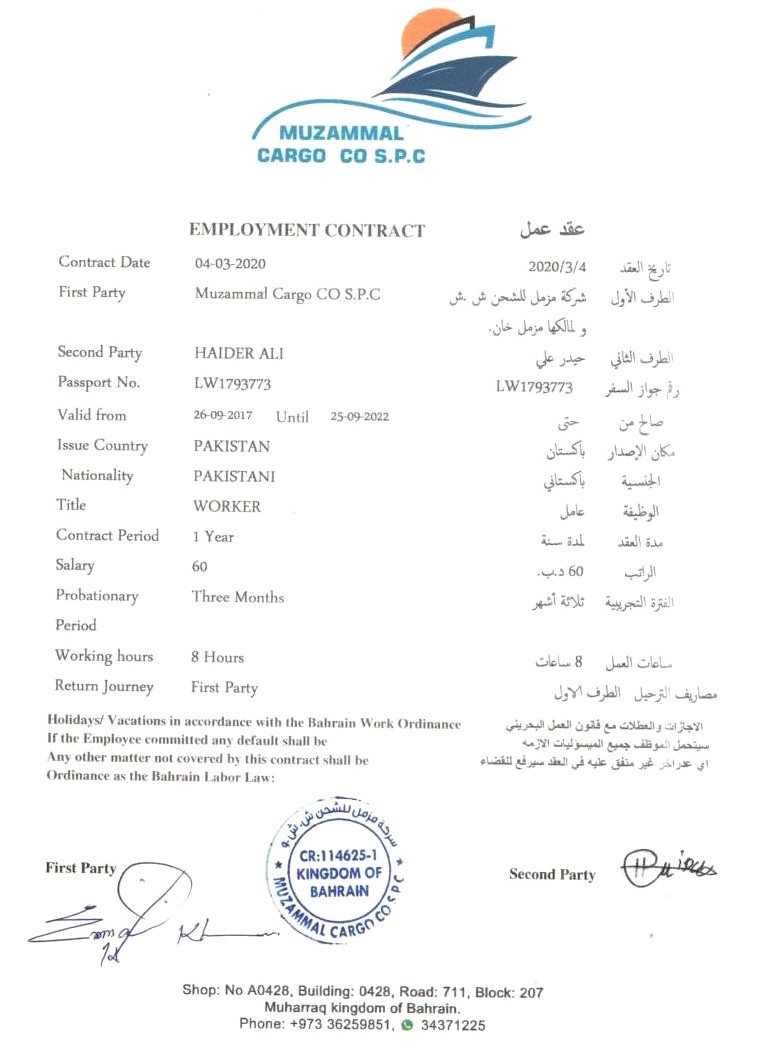 MUZAMMAL
CARGO CO S.P.C
EMPLOYMENT CONTRACT عقد عمل
Contract Date 04-03-2020 2020/3/4 تاريخ العقد
First Party Muzammal Cargo CO S.P.C شركة مزمل للشحن ش .ش الطرف الأول
و لمالكها مزمل خان.
Second Party HAIDER ALI حيدر علي الطرف الثاني
Passport No. LW1793773 LW1793773 رقم جواز السفر
Valid from 26-09-2017 Until 25-09-2022 حتى صالح من
Issue Country PAKISTAN باكستان مكان الإصدار
Nationality PAKISTANI باكستاني الجنسية
Title WORKER عامل الوظيفة
Contract Period 1 Year لمدة سنة مدة العقد
Salary 60 60 د.ب. الراتب
Probationary Three Months ثلاثة أشهر الفترة التجريبية
Period
Working hours 8 Hours 8 ساعات ساعات العمل
Return Journey First Party مصاريف الترحيل الطرف الاول
Holidays/ Vacations in accordance with the Bahrain Work Ordinance الاجازات والعطلات مع قانون العمل البحريني
If the Employee committed any default shall be سيتحمل الموظف جميع الميسوليات الازمه
Any other matter not covered by this contract shall be اي عدراخر غير متفق عليه في العقد سيرفع للقضاء
Ordinance as the Bahrain Labor Law:
شركة مزمل للشحن ش.ش.و
CR:114625-1
KINGDOM OF
BAHRAIN
MUZAMMAL CARGO CO S.P.C
First Party Second Party
Shop: No A0428, Building: 0428, Road: 711, Block: 207
Muharraq kingdom of Bahrain.
Phone: +973 36259851, 34371225